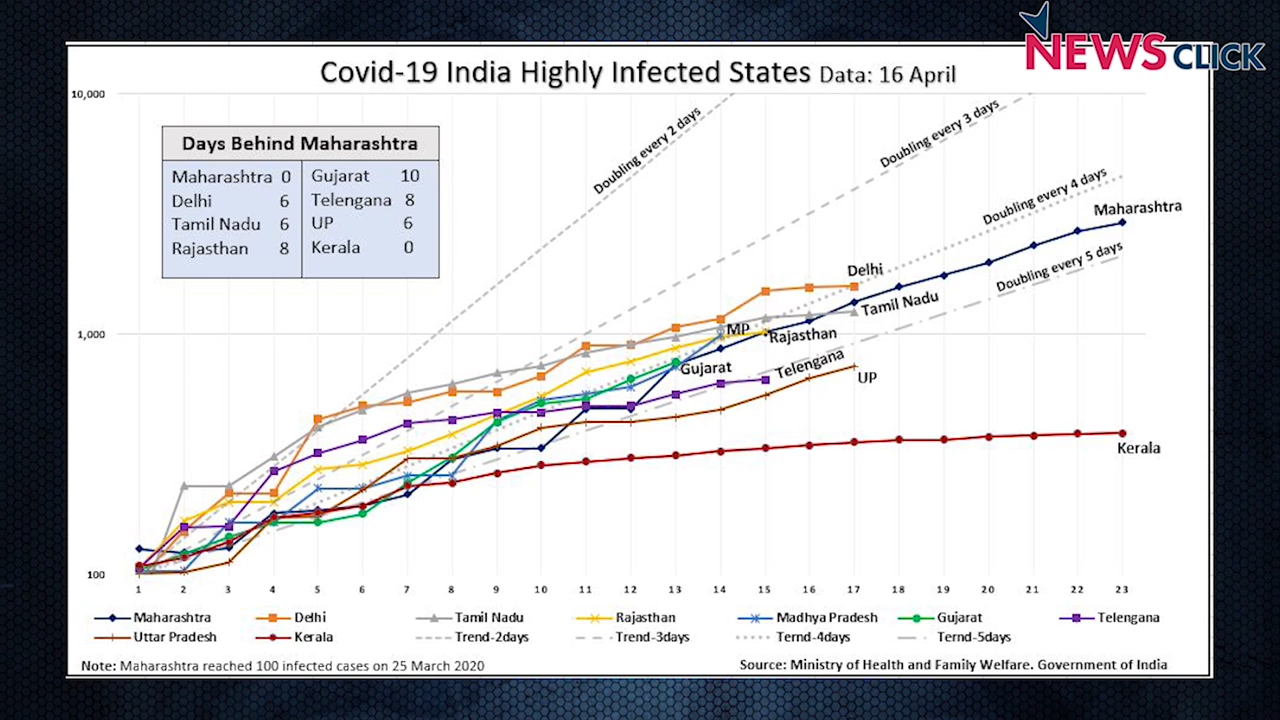 NEWSCLICK
Covid-19 India Highly Infected States Data: 16 April
10,000
1,000
100
Days Behind Maharashtra
Maharashtra 0 Gujarat 10
Delhi 6 Telengana 8
Tamil Nadu 6 UP 6
Rajasthan 8 Kerala 0
Doubling every 2 days
Doubling every 3 days
Doubling every 4 days
Maharashtra
Doubling every 5 days
Delhi
Tamil Nadu
MP
Rajasthan
Gujarat
Telengana
UP
Kerala
1 2 3 4 5 6 7 8 9 10 11 12 13 14 15 16 17 18 19 20 21 22 23
Maharashtra Delhi Tamil Nadu Rajasthan Madhya Pradesh Gujarat Telengana
Uttar Pradesh Kerala Trend-2days Trend-3days Ternd-4days Ternd-5days
Note: Maharashtra reached 100 infected cases on 25 March 2020
Source: Ministry of Health and Family Welfare. Government of India